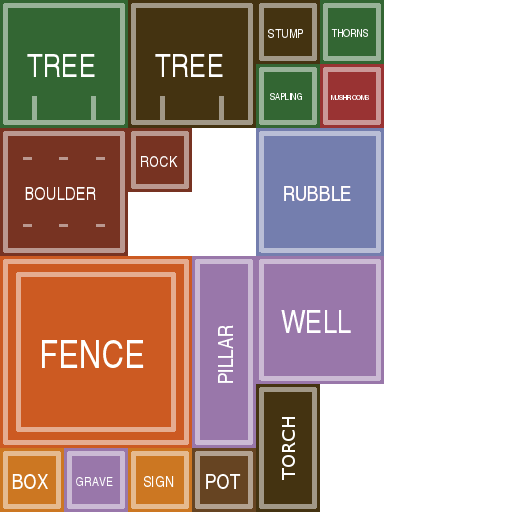 TREE
TREE
STUMP
THORNS
SAPLING
MUSHROOMS
BOULDER
ROCK
RUBBLE
FENCE
PILLAR
WELL
TORCH
BOX
GRAVE
SIGN
POT